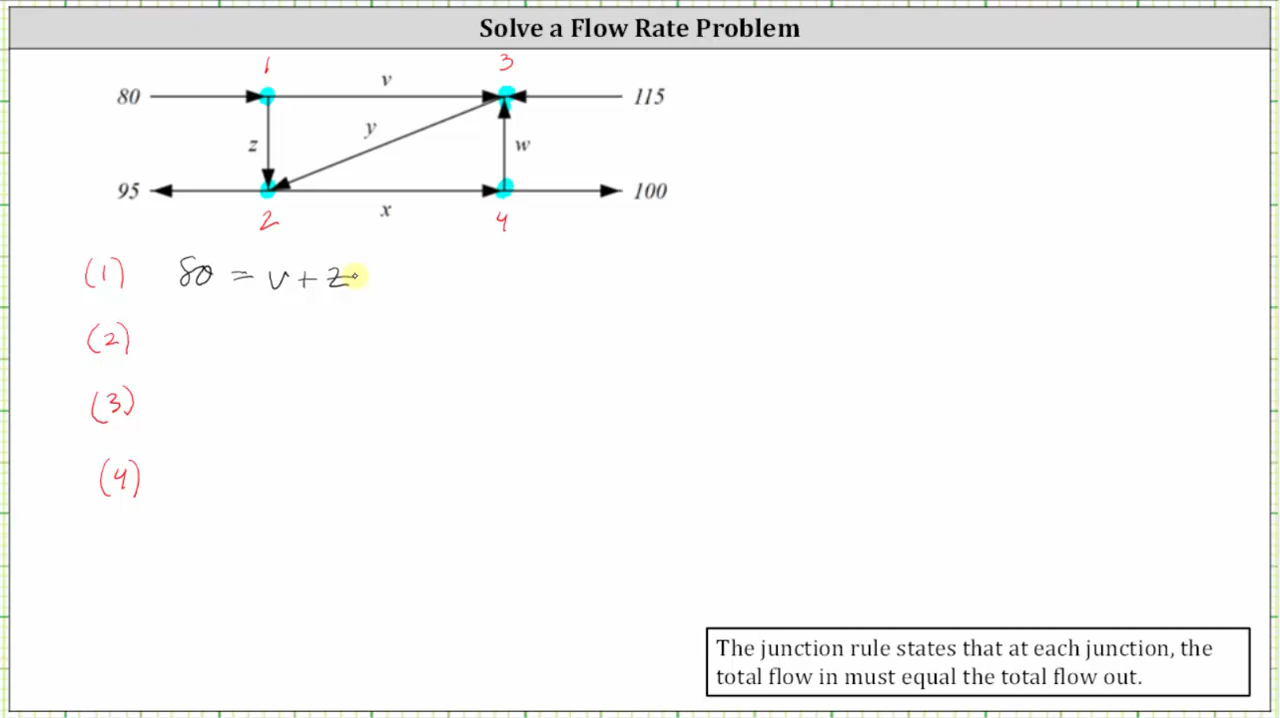 Solve a Flow Rate Problem
1 3
v
80 115
y
z w
95 100
x
2 4
(1) 80 = v + z
(2)
(3)
(4)
The junction rule states that at each junction, the
total flow in must equal the total flow out.